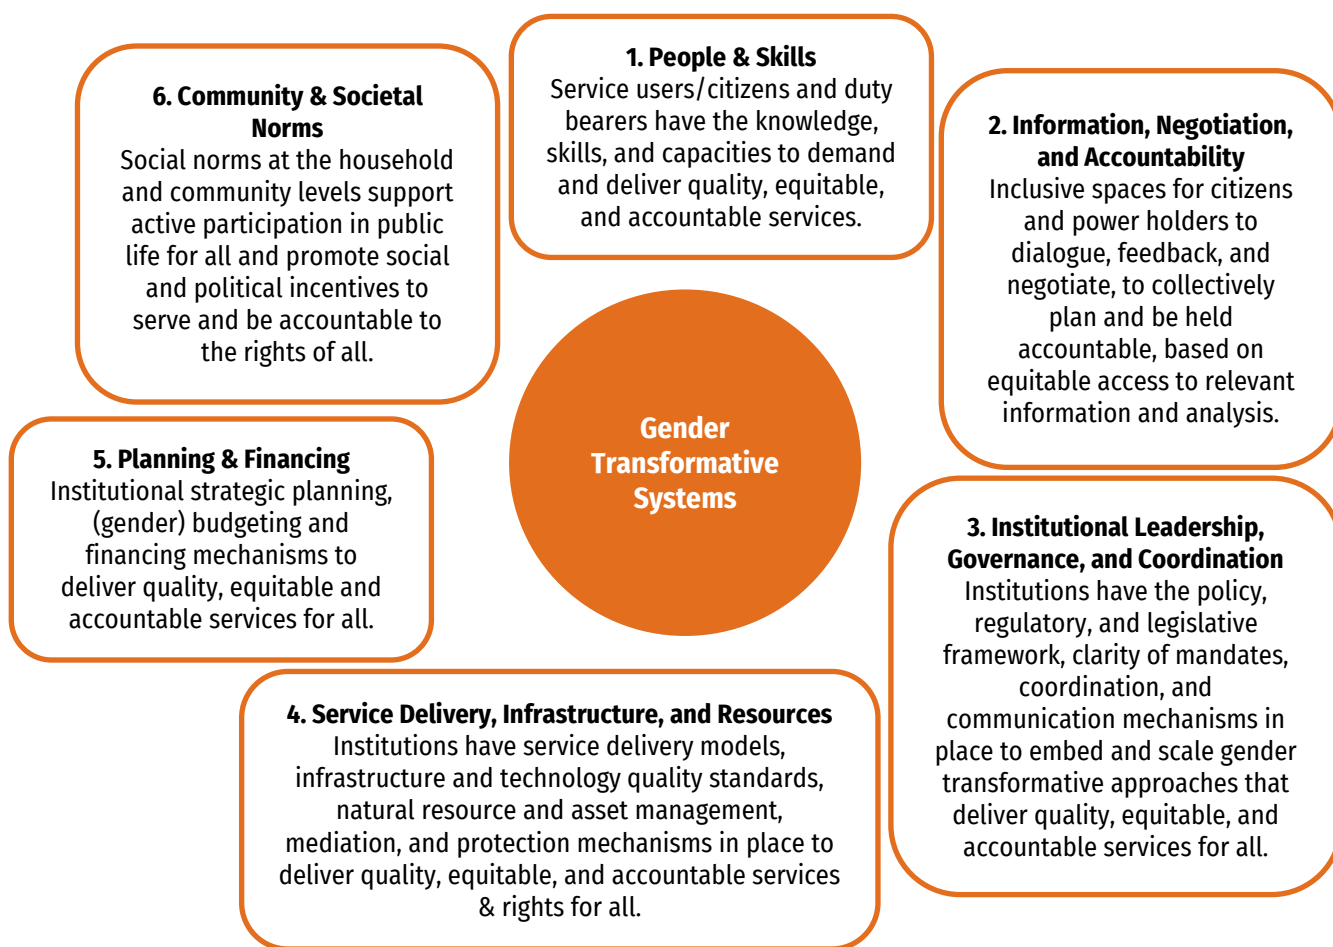 1. People & Skills
Service users/citizens and duty
bearers have the knowledge,
skills, and capacities to demand
and deliver quality, equitable,
and accountable services.
2. Information, Negotiation,
and Accountability
Inclusive spaces for citizens
and power holders to
dialogue, feedback, and
negotiate, to collectively
plan and be held
accountable, based on
equitable access to relevant
information and analysis.
3. Institutional Leadership,
Governance, and Coordination
Institutions have the policy,
regulatory, and legislative
framework, clarity of mandates,
coordination, and
communication mechanisms in
place to embed and scale gender
transformative approaches that
deliver quality, equitable, and
accountable services for all.
4. Service Delivery, Infrastructure, and Resources
Institutions have service delivery models,
infrastructure and technology quality standards,
natural resource and asset management,
mediation, and protection mechanisms in place to
deliver quality, equitable, and accountable services
& rights for all.
5. Planning & Financing
Institutional strategic planning,
(gender) budgeting and
financing mechanisms to
deliver quality, equitable and
accountable services for all.
6. Community & Societal
Norms
Social norms at the household
and community levels support
active participation in public
life for all and promote social
and political incentives to
serve and be accountable to
the rights of all.
Gender
Transformative
Systems